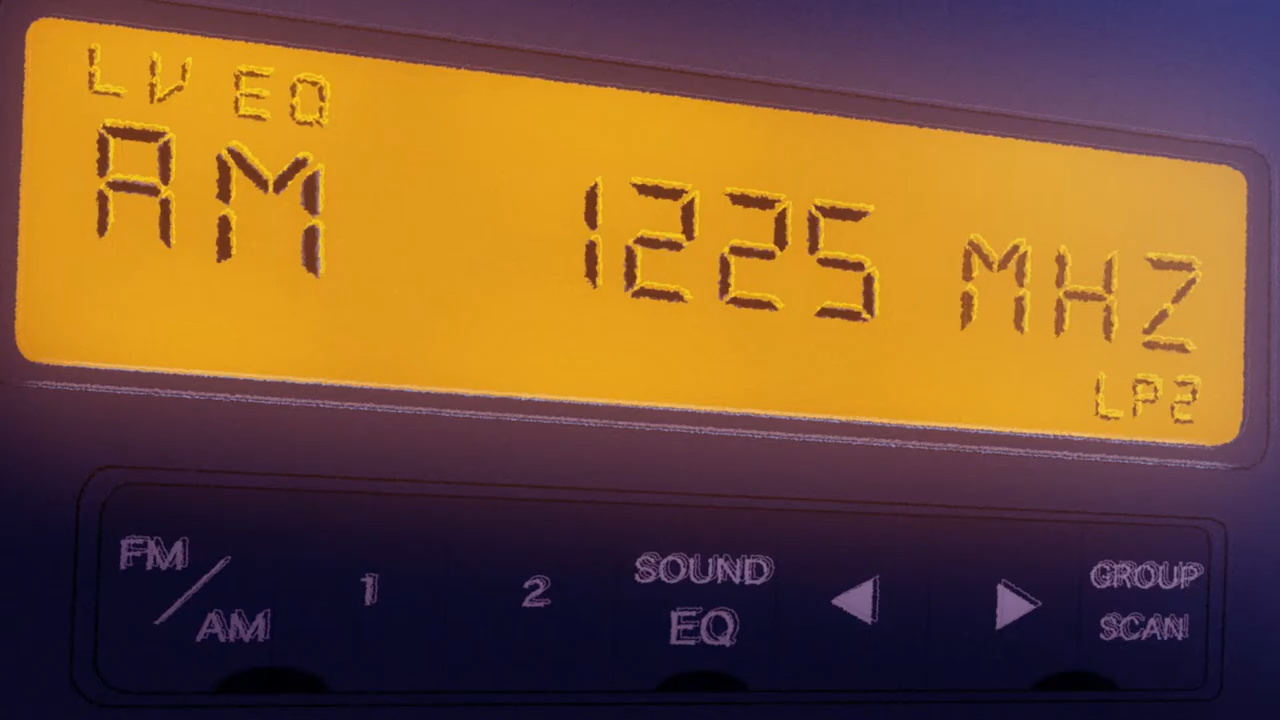 LV EQ
AM 1225 MHZ
LP2
FM/AM 1 2 SOUND EQ ◀ ▶ GROUP SCAN